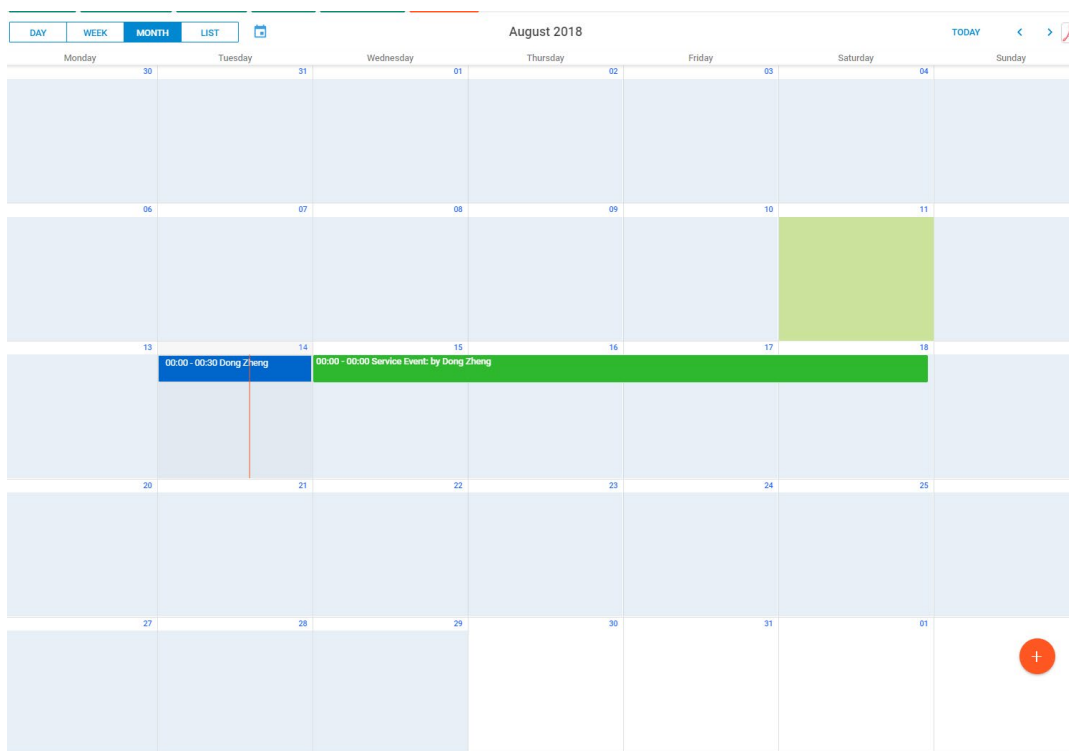 DAY WEEK MONTH LIST August 2018 TODAY
Monday Tuesday Wednesday Thursday Friday Saturday Sunday
30 31 01 02 03 04
06 07 08 09 10 11
13 14 15 16 17 18
00:00 - 00:30 Dong Zheng 00:00 - 00:00 Service Event: by Dong Zheng
20 21 22 23 24 25
27 28 29 30 31 01
+